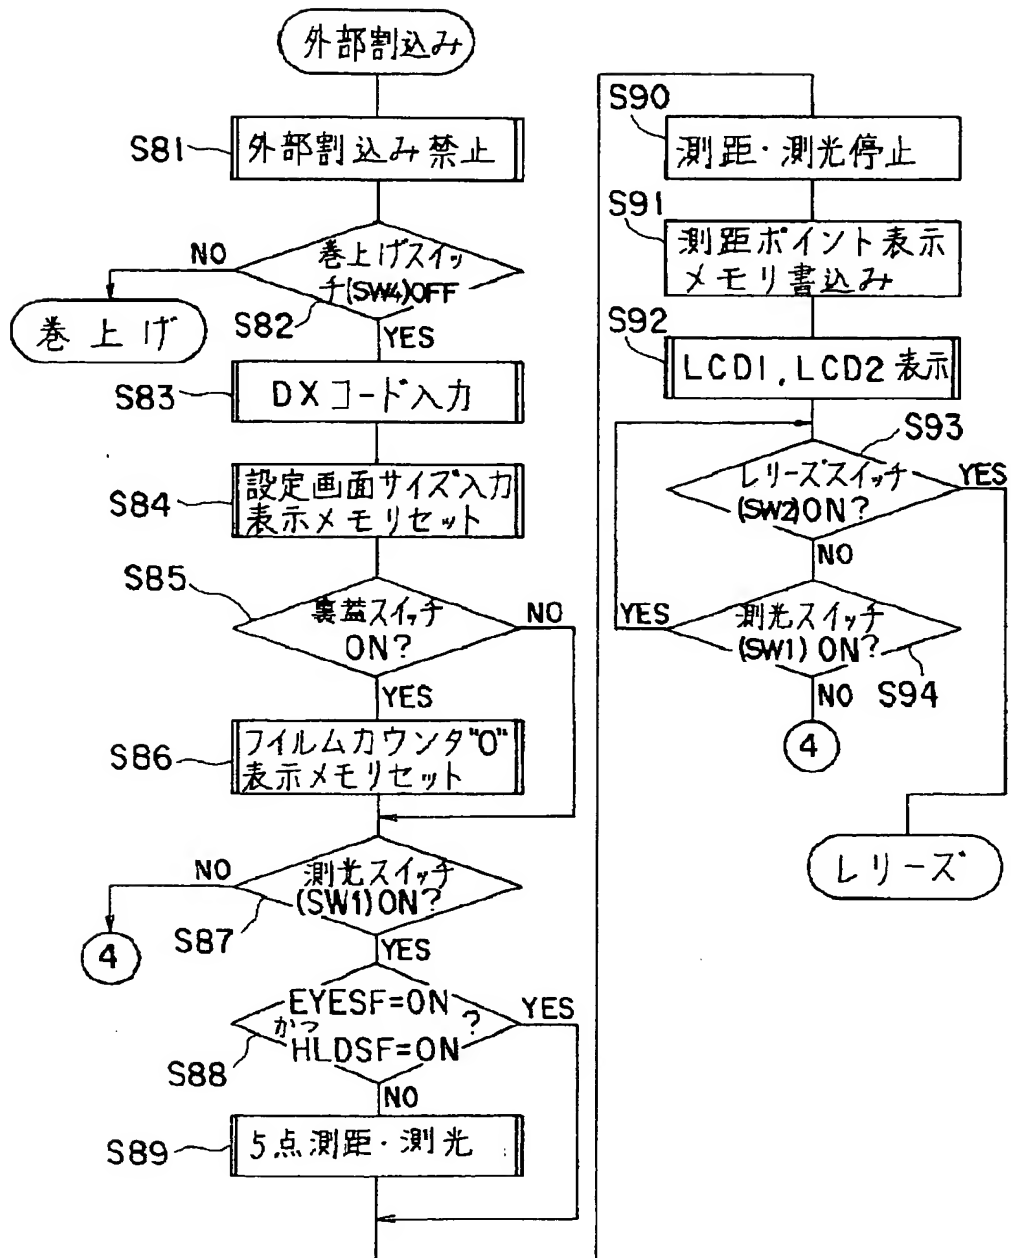 外部割込み
S81
外部割込み禁止
NO
巻上げスイッ
チ(SW4)OFF
S82
YES
巻上げ
S83
DXコード入力
S84
設定画面サイズ入力
表示メモリセット
S85
裏蓋スイッチ
ON?
NO
YES
S86
フイルムカウンタ"0"
表示メモリセット
NO
測光スイッチ
(SW1)ON?
S87
4
YES
EYESF=ON
かつ
HLDSF=ON
?
YES
S88
NO
S89
5点測距・測光
S90
測距・測光停止
S91
測距ポイント表示
メモリ書込み
S92
LCD1,LCD2表示
S93
レリーズスイッチ
(SW2)ON?
YES
NO
YES
測光スイッチ
(SW1)ON?
NO
S94
4
レリーズ